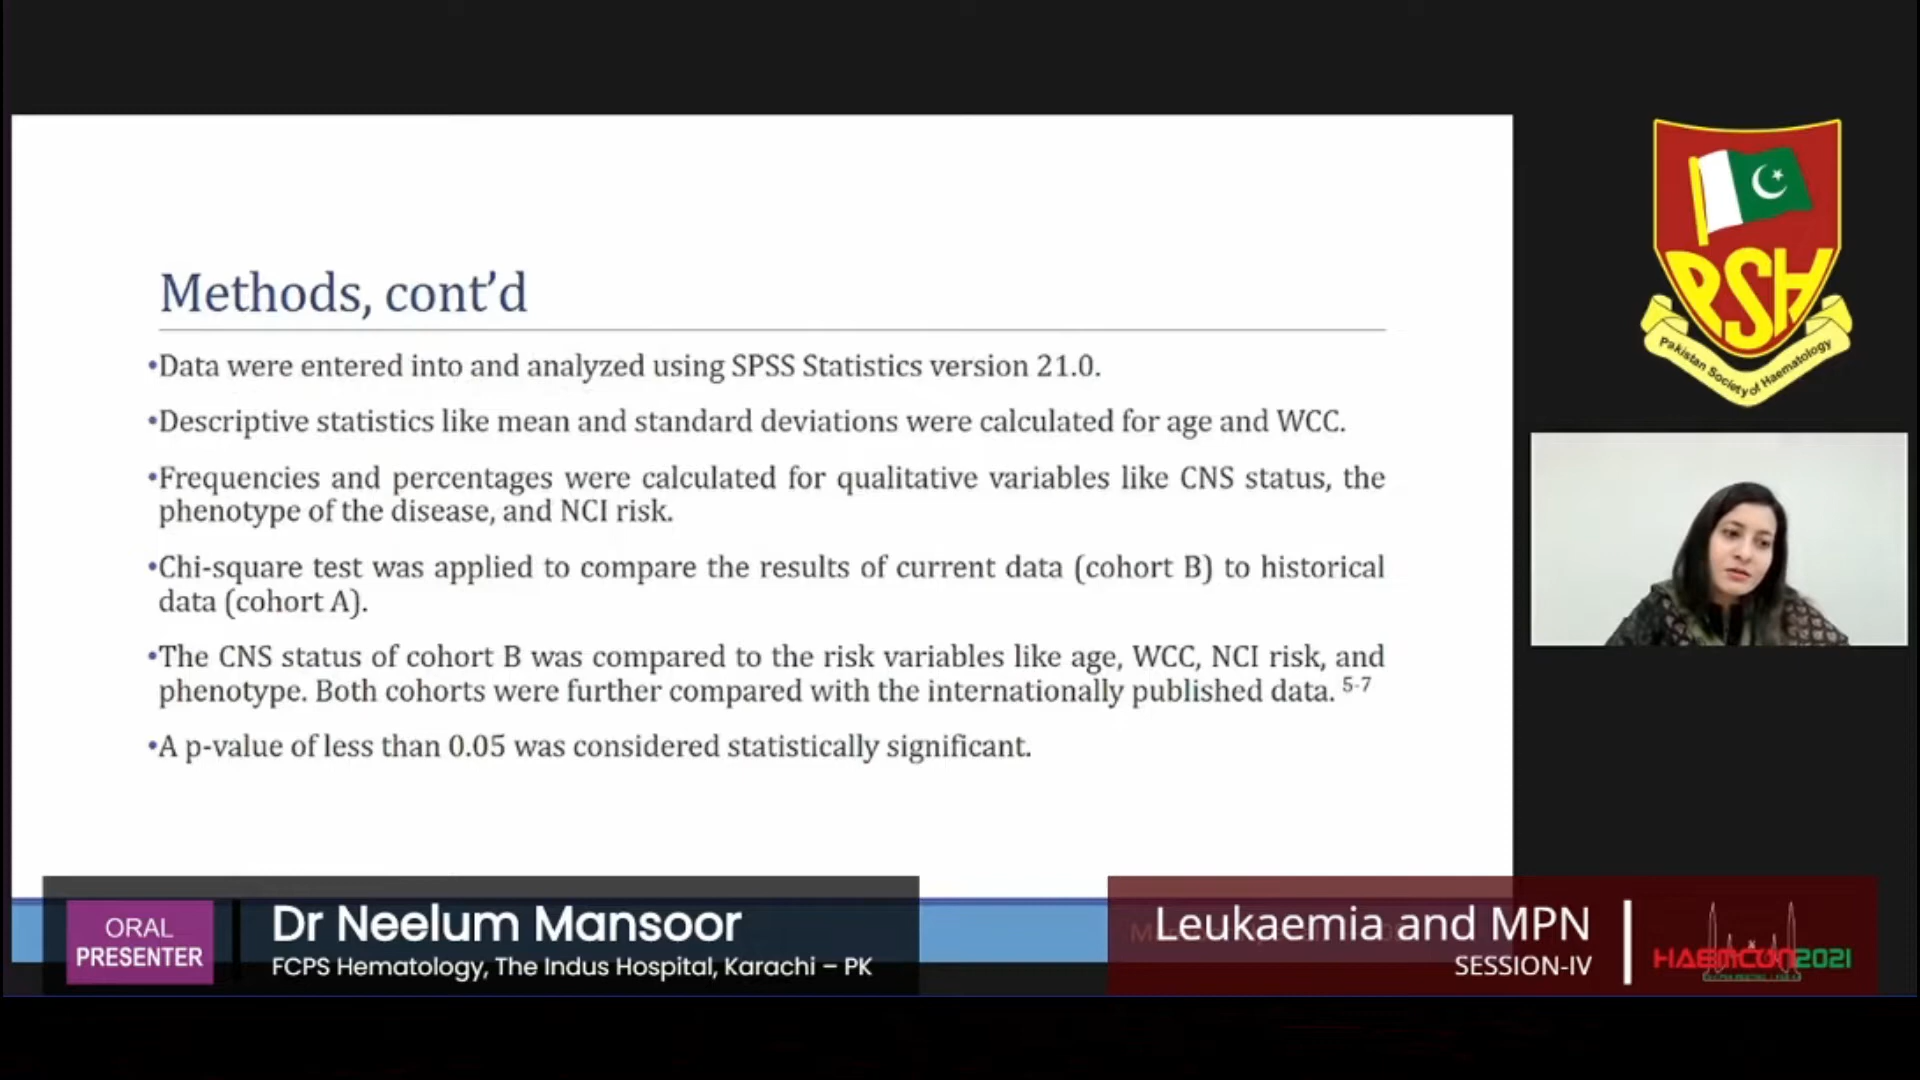 Methods, cont’d
•Data were entered into and analyzed using SPSS Statistics version 21.0.
•Descriptive statistics like mean and standard deviations were calculated for age and WCC.
•Frequencies and percentages were calculated for qualitative variables like CNS status, the
phenotype of the disease, and NCI risk.
•Chi-square test was applied to compare the results of current data (cohort B) to historical
data (cohort A).
•The CNS status of cohort B was compared to the risk variables like age, WCC, NCI risk, and
phenotype. Both cohorts were further compared with the internationally published data. 5-7
•A p-value of less than 0.05 was considered statistically significant.
PSH
Pakistan Society of Haematology
ORAL
PRESENTER
Dr Neelum Mansoor
FCPS Hematology, The Indus Hospital, Karachi – PK
Leukaemia and MPN
SESSION-IV
HAEMCON2021